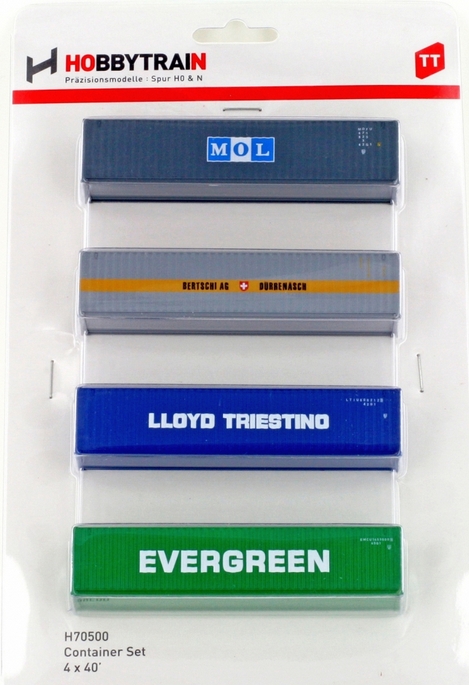 HOBBYTRAIN
Präzisionsmodelle : Spur H0 & N
TT
MOL
BERTSCHI AG DÜRRENÄSCH
LLOYD TRIESTINO
EVERGREEN
H70500
Container Set
4 x 40'